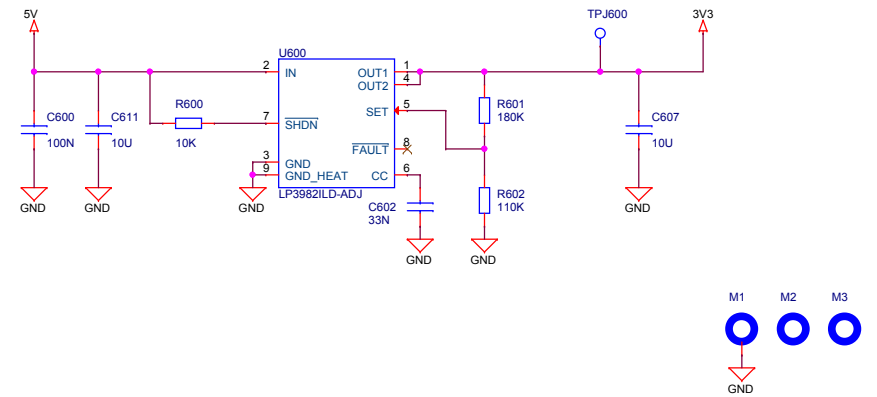 5V
TPJ600
3V3
U600
2
IN
OUT1
1
OUT2
4
R600
10K
7
SHDN
SET
5
R601
180K
C600
100N
C611
10U
C607
10U
FAULT
8
3
GND
9
GND_HEAT
CC
6
LP3982ILD-ADJ
C602
33N
R602
110K
GND
GND
GND
GND
GND
GND
M1
M2
M3
GND